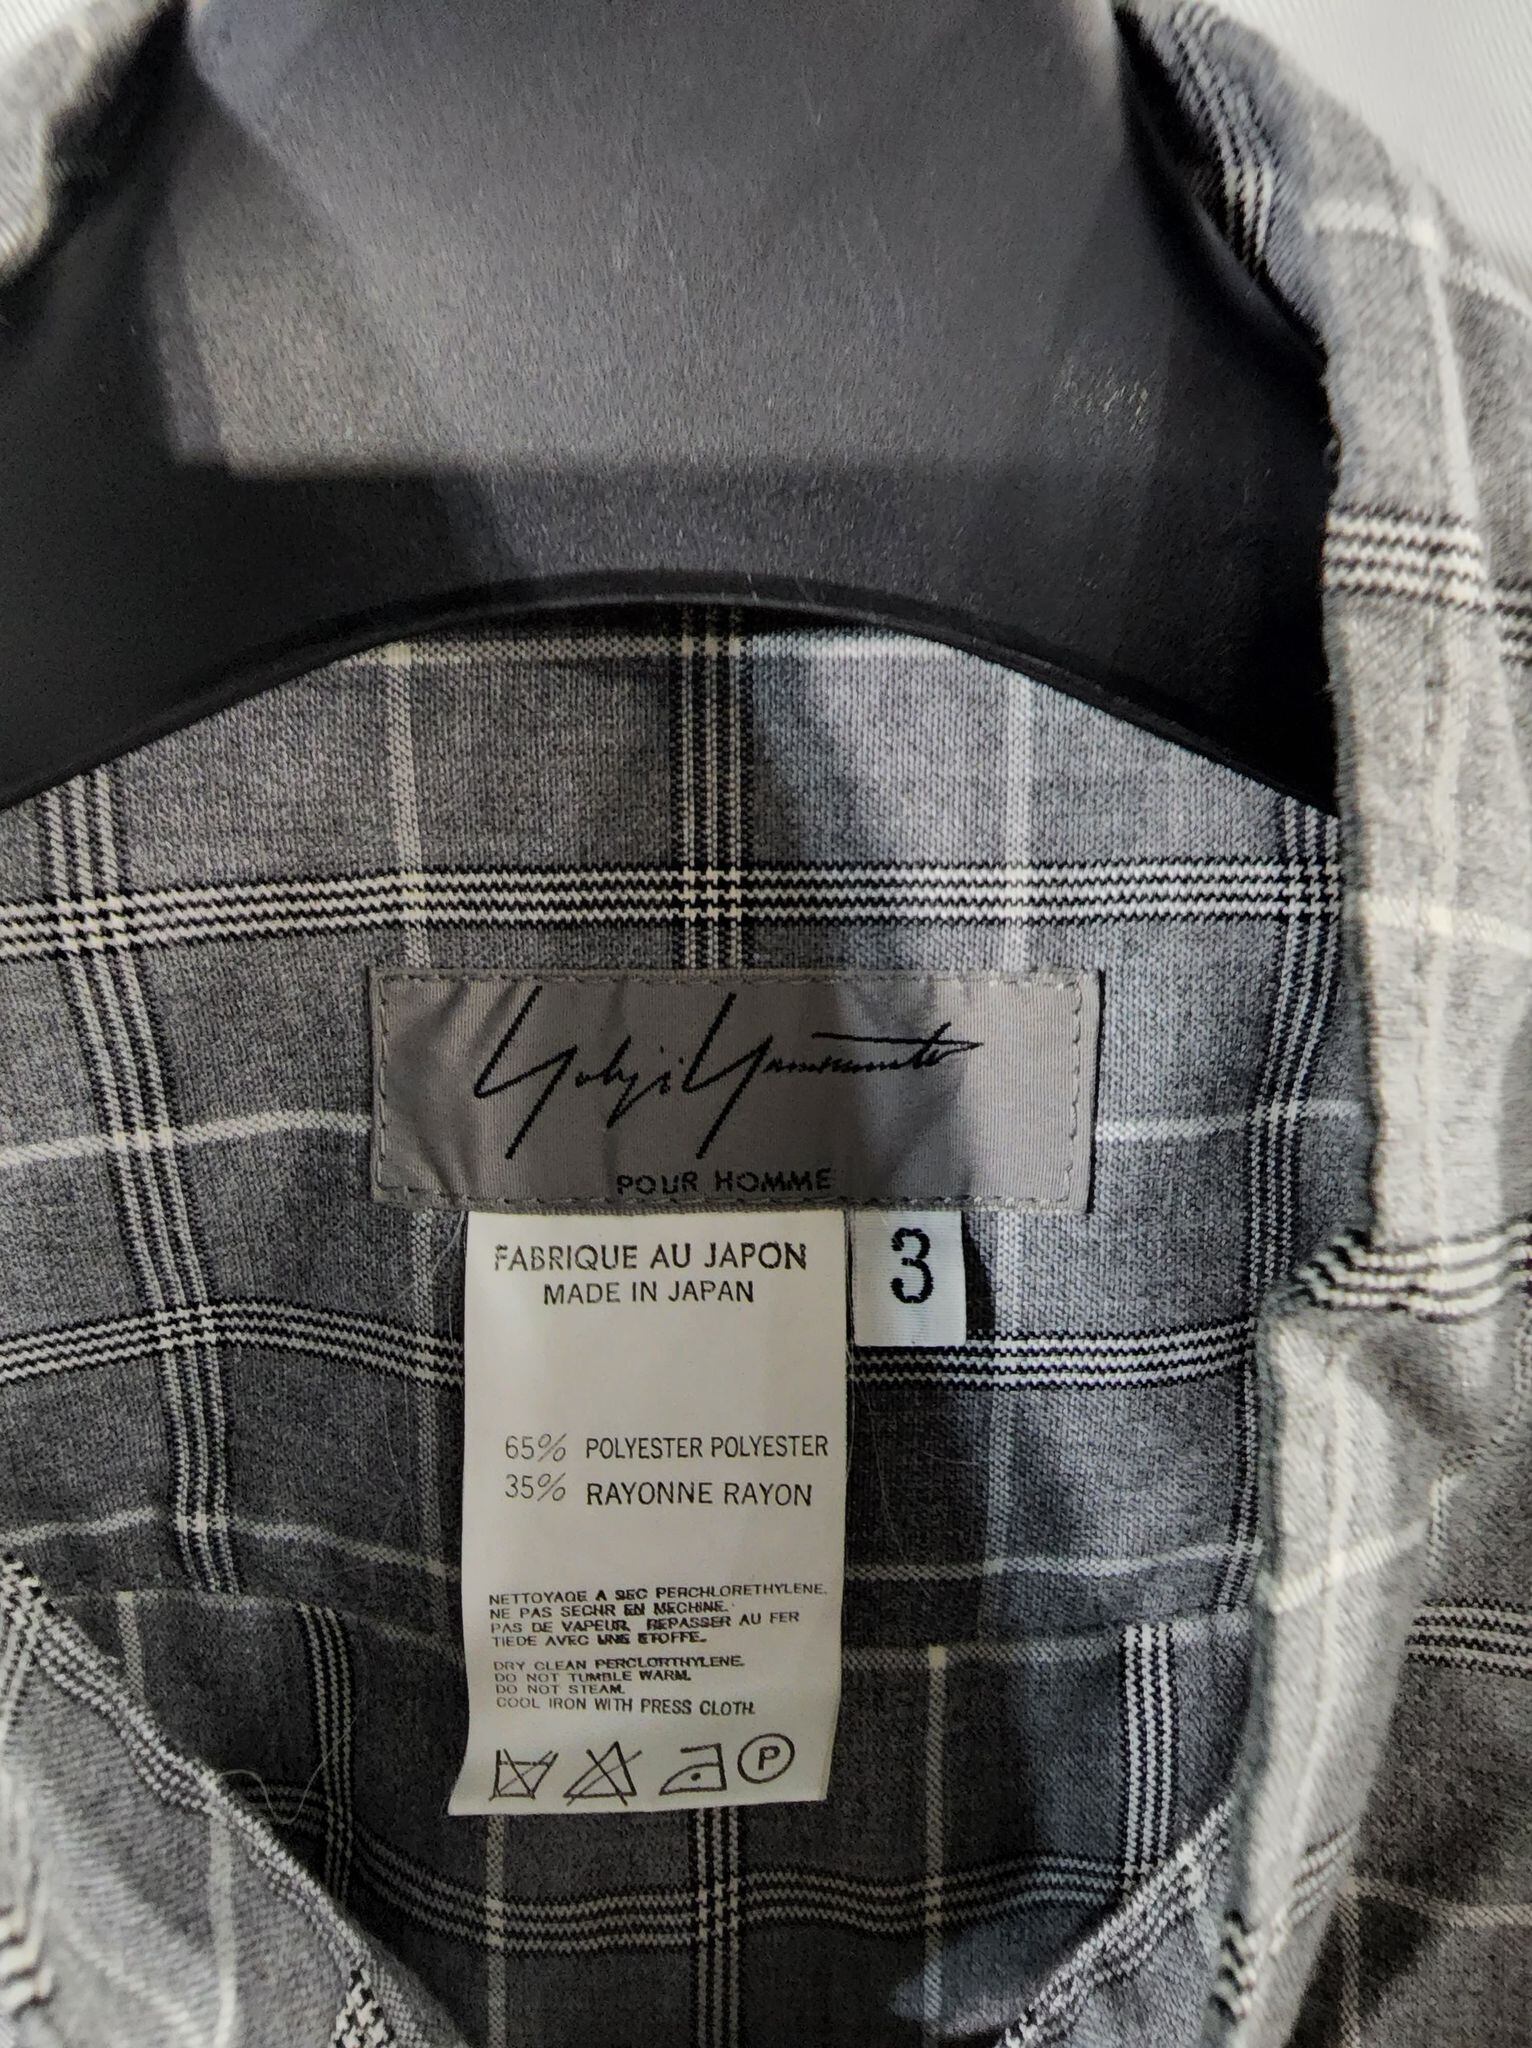 Yohji Yamamoto
POUR HOMME
3
FABRIQUE AU JAPON
MADE IN JAPAN
65% POLYESTER POLYESTER
35% RAYONNE RAYON
NETTOYAGE A SEC PERCHLORETHYLENE.
NE PAS SECHR EN MECHINE.
PAS DE VAPEUR. REPASSER AU FER
TIEDE AVEC UNE ETOFFE.
DRY CLEAN PERCLORTHYLENE.
DO NOT TUMBLE WARM.
DO NOT STEAM.
COOL IRON WITH PRESS CLOTH.
P